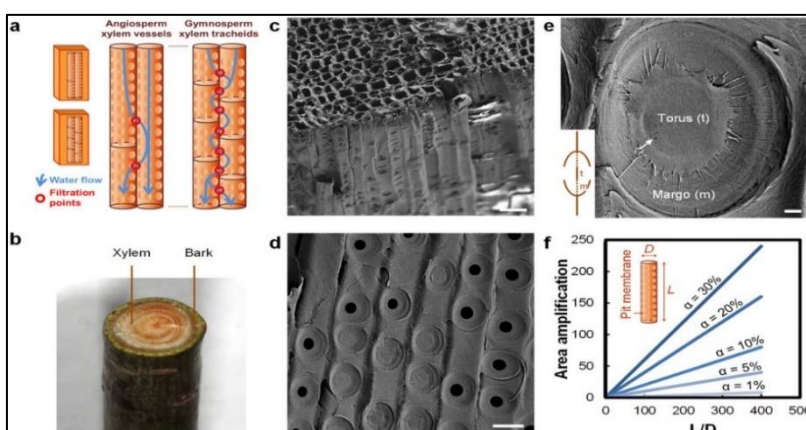 a
Angiosperm
xylem vessels
Gymnosperm
xylem tracheids
Water flow
Filtration
points
b
Xylem
Bark
c
d
e
Torus (t)
Margo (m)
t
m
f
Area amplification
250
200
150
100
50
0
0 100 200 300 400 500
L/D
D
L
Pit membrane
α = 30%
α = 20%
α = 10%
α = 5%
α = 1%